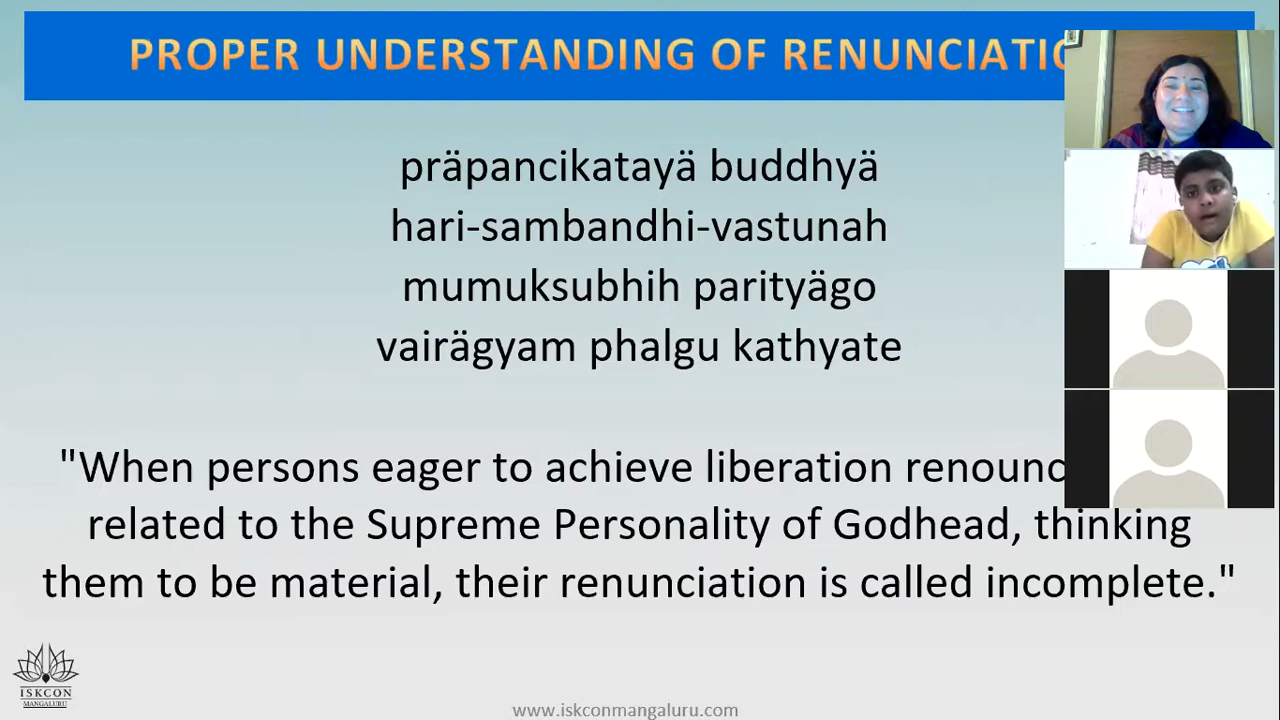 PROPER UNDERSTANDING OF RENUNCIATIO
präpancikatayä buddhyä
hari-sambandhi-vastunah
mumuksubhih parityägo
vairägyam phalgu kathyate
"When persons eager to achieve liberation renounc
related to the Supreme Personality of Godhead, thinking
them to be material, their renunciation is called incomplete."
ISKCON
MANGALURU
www.iskconmangaluru.com